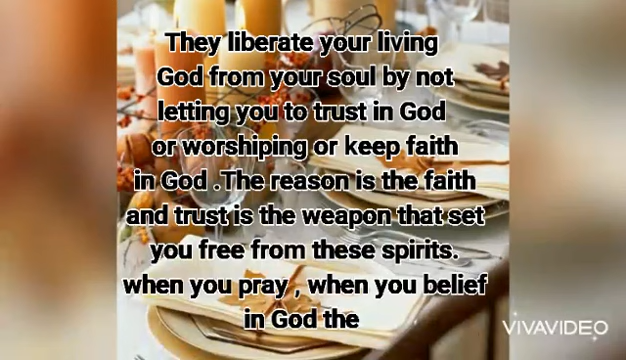 They liberate your living
God from your soul by not
letting you to trust in God
or worshiping or keep faith
in God .The reason is the faith
and trust is the weapon that set
you free from these spirits.
when you pray , when you belief
in God the
VIVAVIDEO